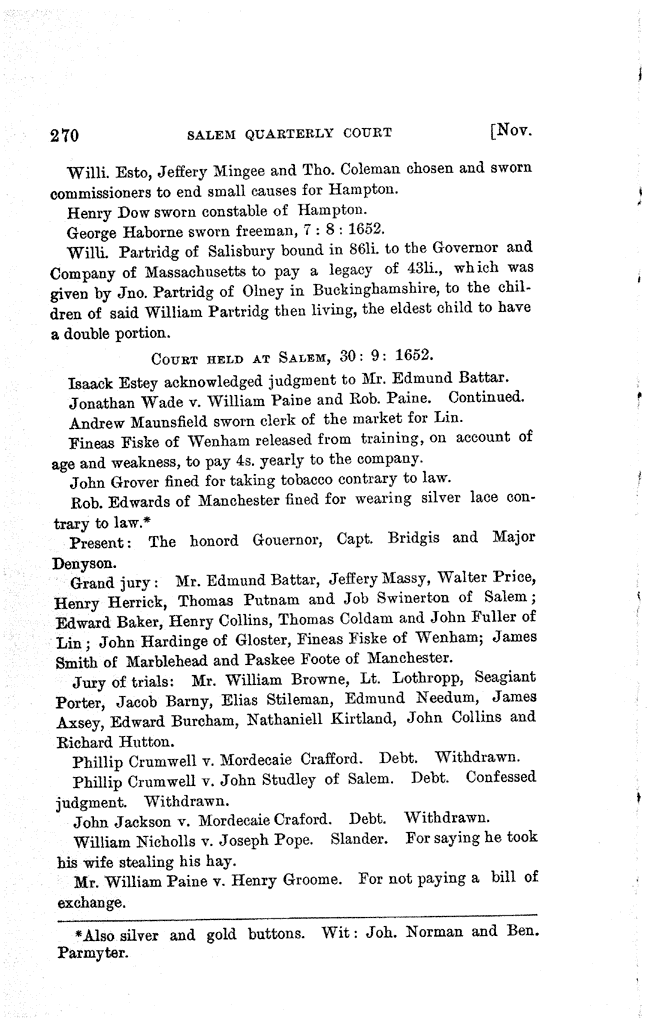 270 SALEM QUARTERLY COURT [Nov.
Willi. Esto, Jeffery Mingee and Tho. Coleman chosen and sworn
commissioners to end small causes for Hampton.
Henry Dow sworn constable of Hampton.
George Haborne sworn freeman, 7 : 8 : 1652.
Willi. Partridg of Salisbury bound in 86li. to the Governor and
Company of Massachusetts to pay a legacy of 43li., which was
given by Jno. Partridg of Olney in Buckinghamshire, to the chil-
dren of said William Partridg then living, the eldest child to have
a double portion.
COURT HELD AT SALEM, 30 : 9 : 1652.
Isaack Estey acknowledged judgment to Mr. Edmund Battar.
Jonathan Wade v. William Paine and Rob. Paine. Continued.
Andrew Maunsfield sworn clerk of the market for Lin.
Fineas Fiske of Wenham released from training, on account of
age and weakness, to pay 4s. yearly to the company.
John Grover fined for taking tobacco contrary to law.
Rob. Edwards of Manchester fined for wearing silver lace con-
trary to law.*
Present : The honord Gouernor, Capt. Bridgis and Major
Denyson.
Grand jury : Mr. Edmund Battar, Jeffery Massy, Walter Price,
Henry Herrick, Thomas Putnam and Job Swinerton of Salem ;
Edward Baker, Henry Collins, Thomas Coldam and John Fuller of
Lin ; John Hardinge of Gloster, Fineas Fiske of Wenham; James
Smith of Marblehead and Paskee Foote of Manchester.
Jury of trials: Mr. William Browne, Lt. Lothropp, Seagiant
Porter, Jacob Barny, Elias Stileman, Edmund Needum, James
Axsey, Edward Burcham, Nathaniell Kirtland, John Collins and
Richard Hutton.
Phillip Crumwell v. Mordecaie Crafford. Debt. Withdrawn.
Phillip Crumwell v. John Studley of Salem. Debt. Confessed
judgment. Withdrawn.
John Jackson v. Mordecaie Craford. Debt. Withdrawn.
William Nicholls v. Joseph Pope. Slander. For saying he took
his wife stealing his hay.
Mr. William Paine v. Henry Groome. For not paying a bill of
exchange.
*Also silver and gold buttons. Wit : Joh. Norman and Ben.
Parmyter.